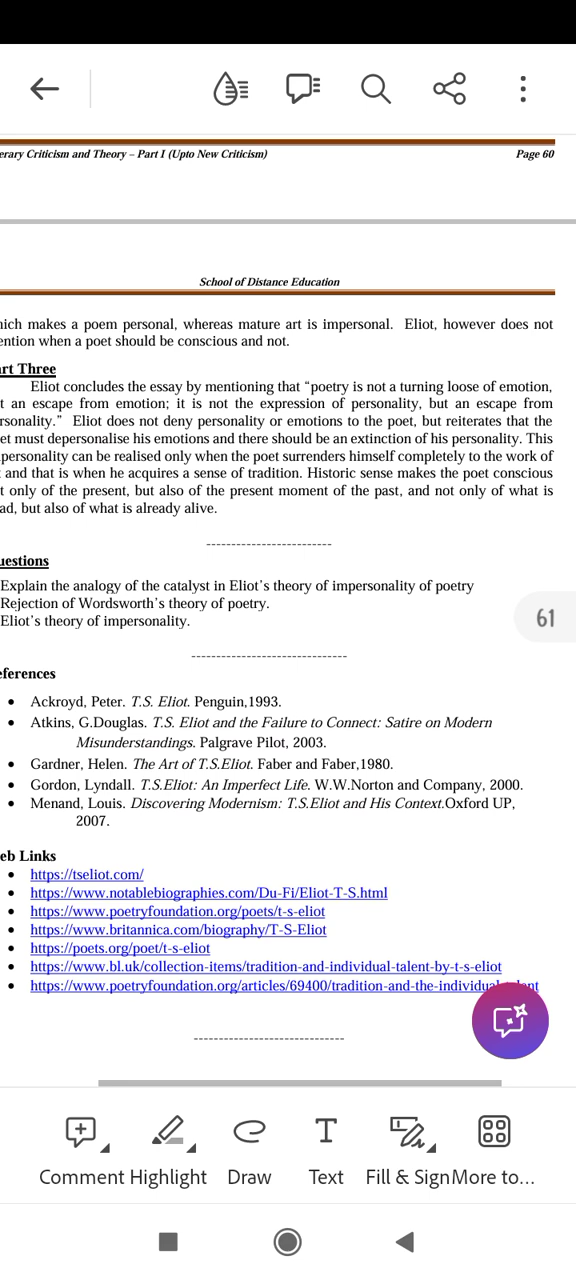 erary Criticism and Theory – Part I (Upto New Criticism) Page 60
School of Distance Education
hich makes a poem personal, whereas mature art is impersonal. Eliot, however does not
ention when a poet should be conscious and not.
art Three
Eliot concludes the essay by mentioning that “poetry is not a turning loose of emotion,
t an escape from emotion; it is not the expression of personality, but an escape from
rsonality.” Eliot does not deny personality or emotions to the poet, but reiterates that the
et must depersonalise his emotions and there should be an extinction of his personality. This
personality can be realised only when the poet surrenders himself completely to the work of
t and that is when he acquires a sense of tradition. Historic sense makes the poet conscious
t only of the present, but also of the present moment of the past, and not only of what is
ad, but also of what is already alive.
-------------------------
uestions
Explain the analogy of the catalyst in Eliot’s theory of impersonality of poetry
Rejection of Wordsworth’s theory of poetry.
Eliot’s theory of impersonality.
61
-------------------------------
eferences
• Ackroyd, Peter. T.S. Eliot. Penguin,1993.
• Atkins, G.Douglas. T.S. Eliot and the Failure to Connect: Satire on Modern
Misunderstandings. Palgrave Pilot, 2003.
• Gardner, Helen. The Art of T.S.Eliot. Faber and Faber,1980.
• Gordon, Lyndall. T.S.Eliot: An Imperfect Life. W.W.Norton and Company, 2000.
• Menand, Louis. Discovering Modernism: T.S.Eliot and His Context.Oxford UP,
2007.
eb Links
• https://tseliot.com/
• https://www.notablebiographies.com/Du-Fi/Eliot-T-S.html
• https://www.poetryfoundation.org/poets/t-s-eliot
• https://www.britannica.com/biography/T-S-Eliot
• https://poets.org/poet/t-s-eliot
• https://www.bl.uk/collection-items/tradition-and-individual-talent-by-t-s-eliot
• https://www.poetryfoundation.org/articles/69400/tradition-and-the-individual
------------------------------
Comment Highlight Draw Text Fill & Sign More to...